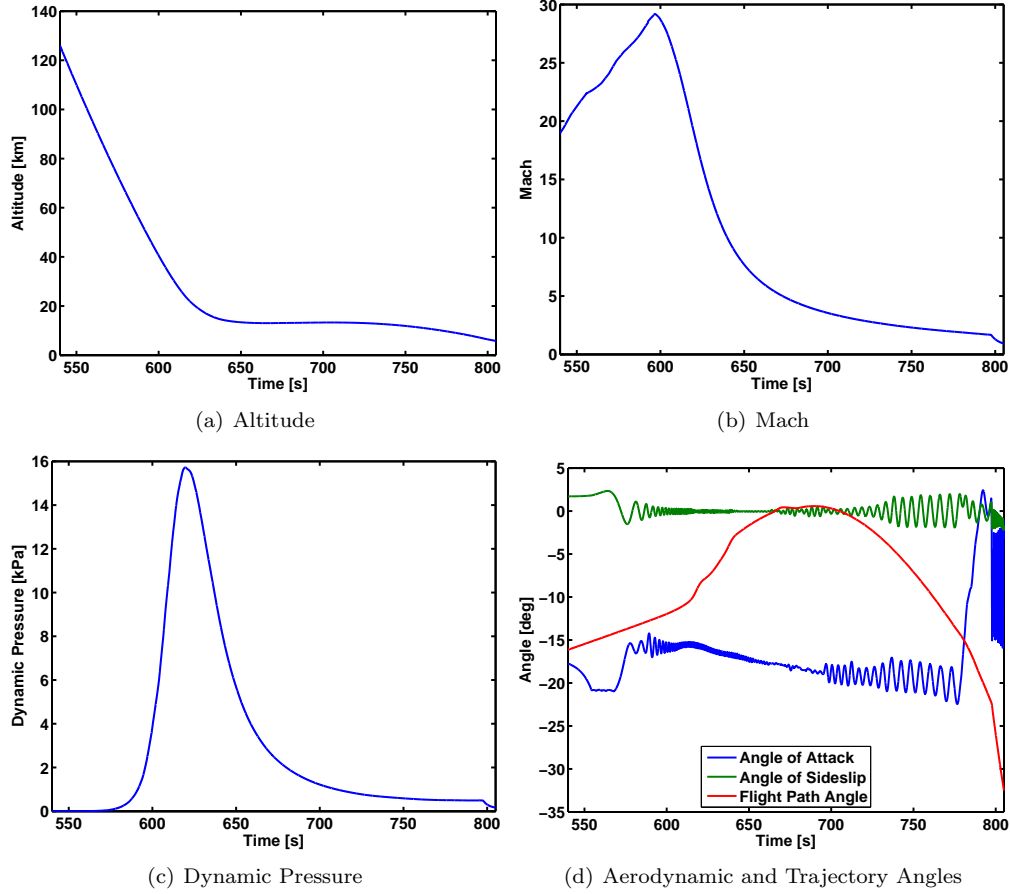 140
120
100
80
60
40
20
0
Altitude [km]
550 600 650 700 750 800
Time [s]
(a) Altitude
30
25
20
15
10
5
0
Mach
550 600 650 700 750 800
Time [s]
(b) Mach
16
14
12
10
8
6
4
2
0
Dynamic Pressure [kPa]
550 600 650 700 750 800
Time [s]
(c) Dynamic Pressure
5
0
−5
−10
−15
−20
−25
−30
−35
Angle [deg]
Angle of Attack
Angle of Sideslip
Flight Path Angle
550 600 650 700 750 800
Time [s]
(d) Aerodynamic and Trajectory Angles